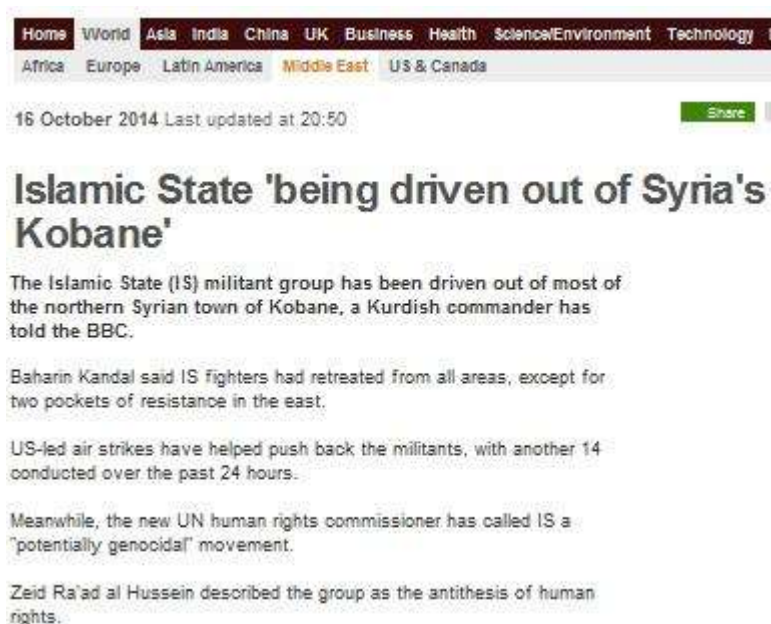 Home World Asia India China UK Business Health Science/Environment Technology
Africa Europe Latin America Middle East US & Canada
16 October 2014 Last updated at 20:50
Share
Islamic State 'being driven out of Syria's
Kobane'
The Islamic State (IS) militant group has been driven out of most of
the northern Syrian town of Kobane, a Kurdish commander has
told the BBC.
Baharin Kandal said IS fighters had retreated from all areas, except for
two pockets of resistance in the east.
US-led air strikes have helped push back the militants, with another 14
conducted over the past 24 hours.
Meanwhile, the new UN human rights commissioner has called IS a
"potentially genocidal" movement.
Zeid Ra'ad al Hussein described the group as the antithesis of human
rights.